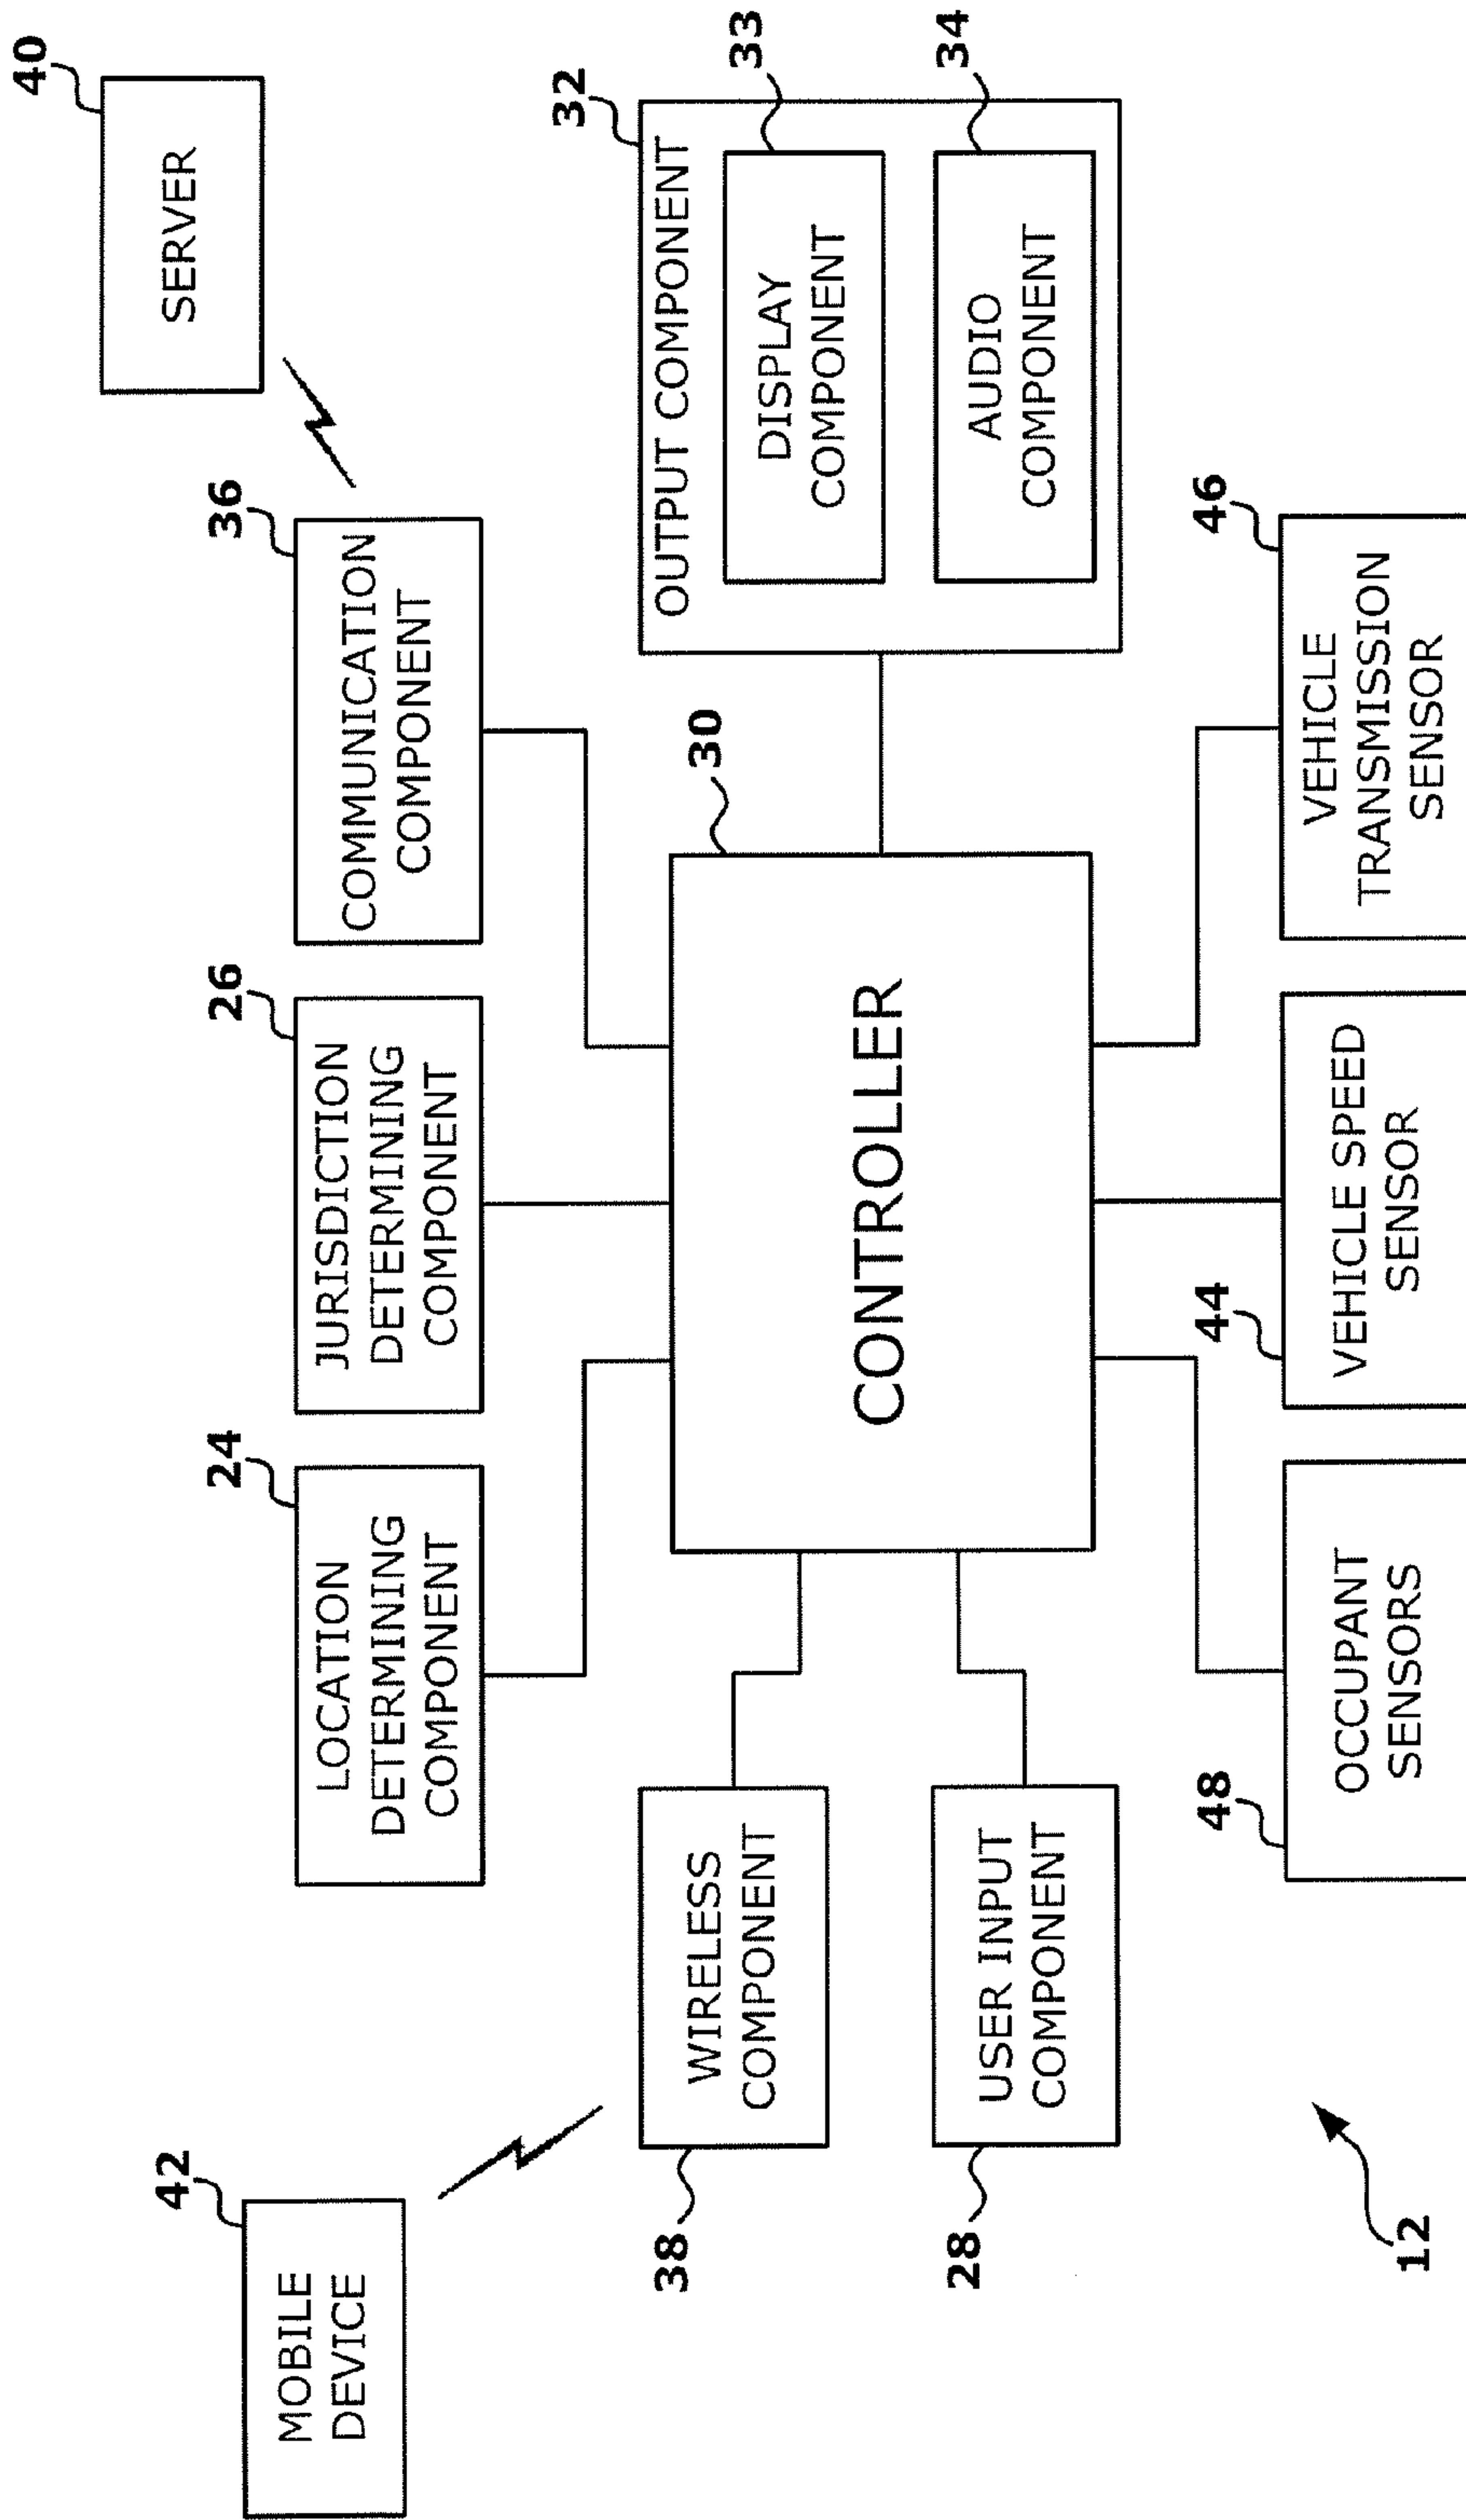 40
SERVER
42
MOBILE
DEVICE
24
LOCATION
DETERMINING
COMPONENT
26
JURISDICTION
DETERMINING
COMPONENT
36
COMMUNICATION
COMPONENT
38
WIRELESS
COMPONENT
28
USER INPUT
COMPONENT
30
CONTROLLER
32
OUTPUT COMPONENT
33
DISPLAY
COMPONENT
34
AUDIO
COMPONENT
48
OCCUPANT
SENSORS
44
VEHICLE SPEED
SENSOR
46
VEHICLE
TRANSMISSION
SENSOR
12